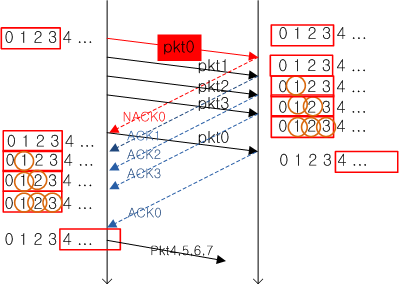 0 1 2 3 4 ...
pkt0
0 1 2 3 4 ...
pkt1
0 1 2 3 4 ...
pkt2
0 1 2 3 4 ...
pkt3
0 1 2 3 4 ...
NACK0
0 1 2 3 4 ...
ACK1
pkt0
0 1 2 3 4 ...
ACK2
0 1 2 3 4 ...
0 1 2 3 4 ...
ACK3
0 1 2 3 4 ...
ACK0
0 1 2 3 4 ...
Pkt4,5,6,7